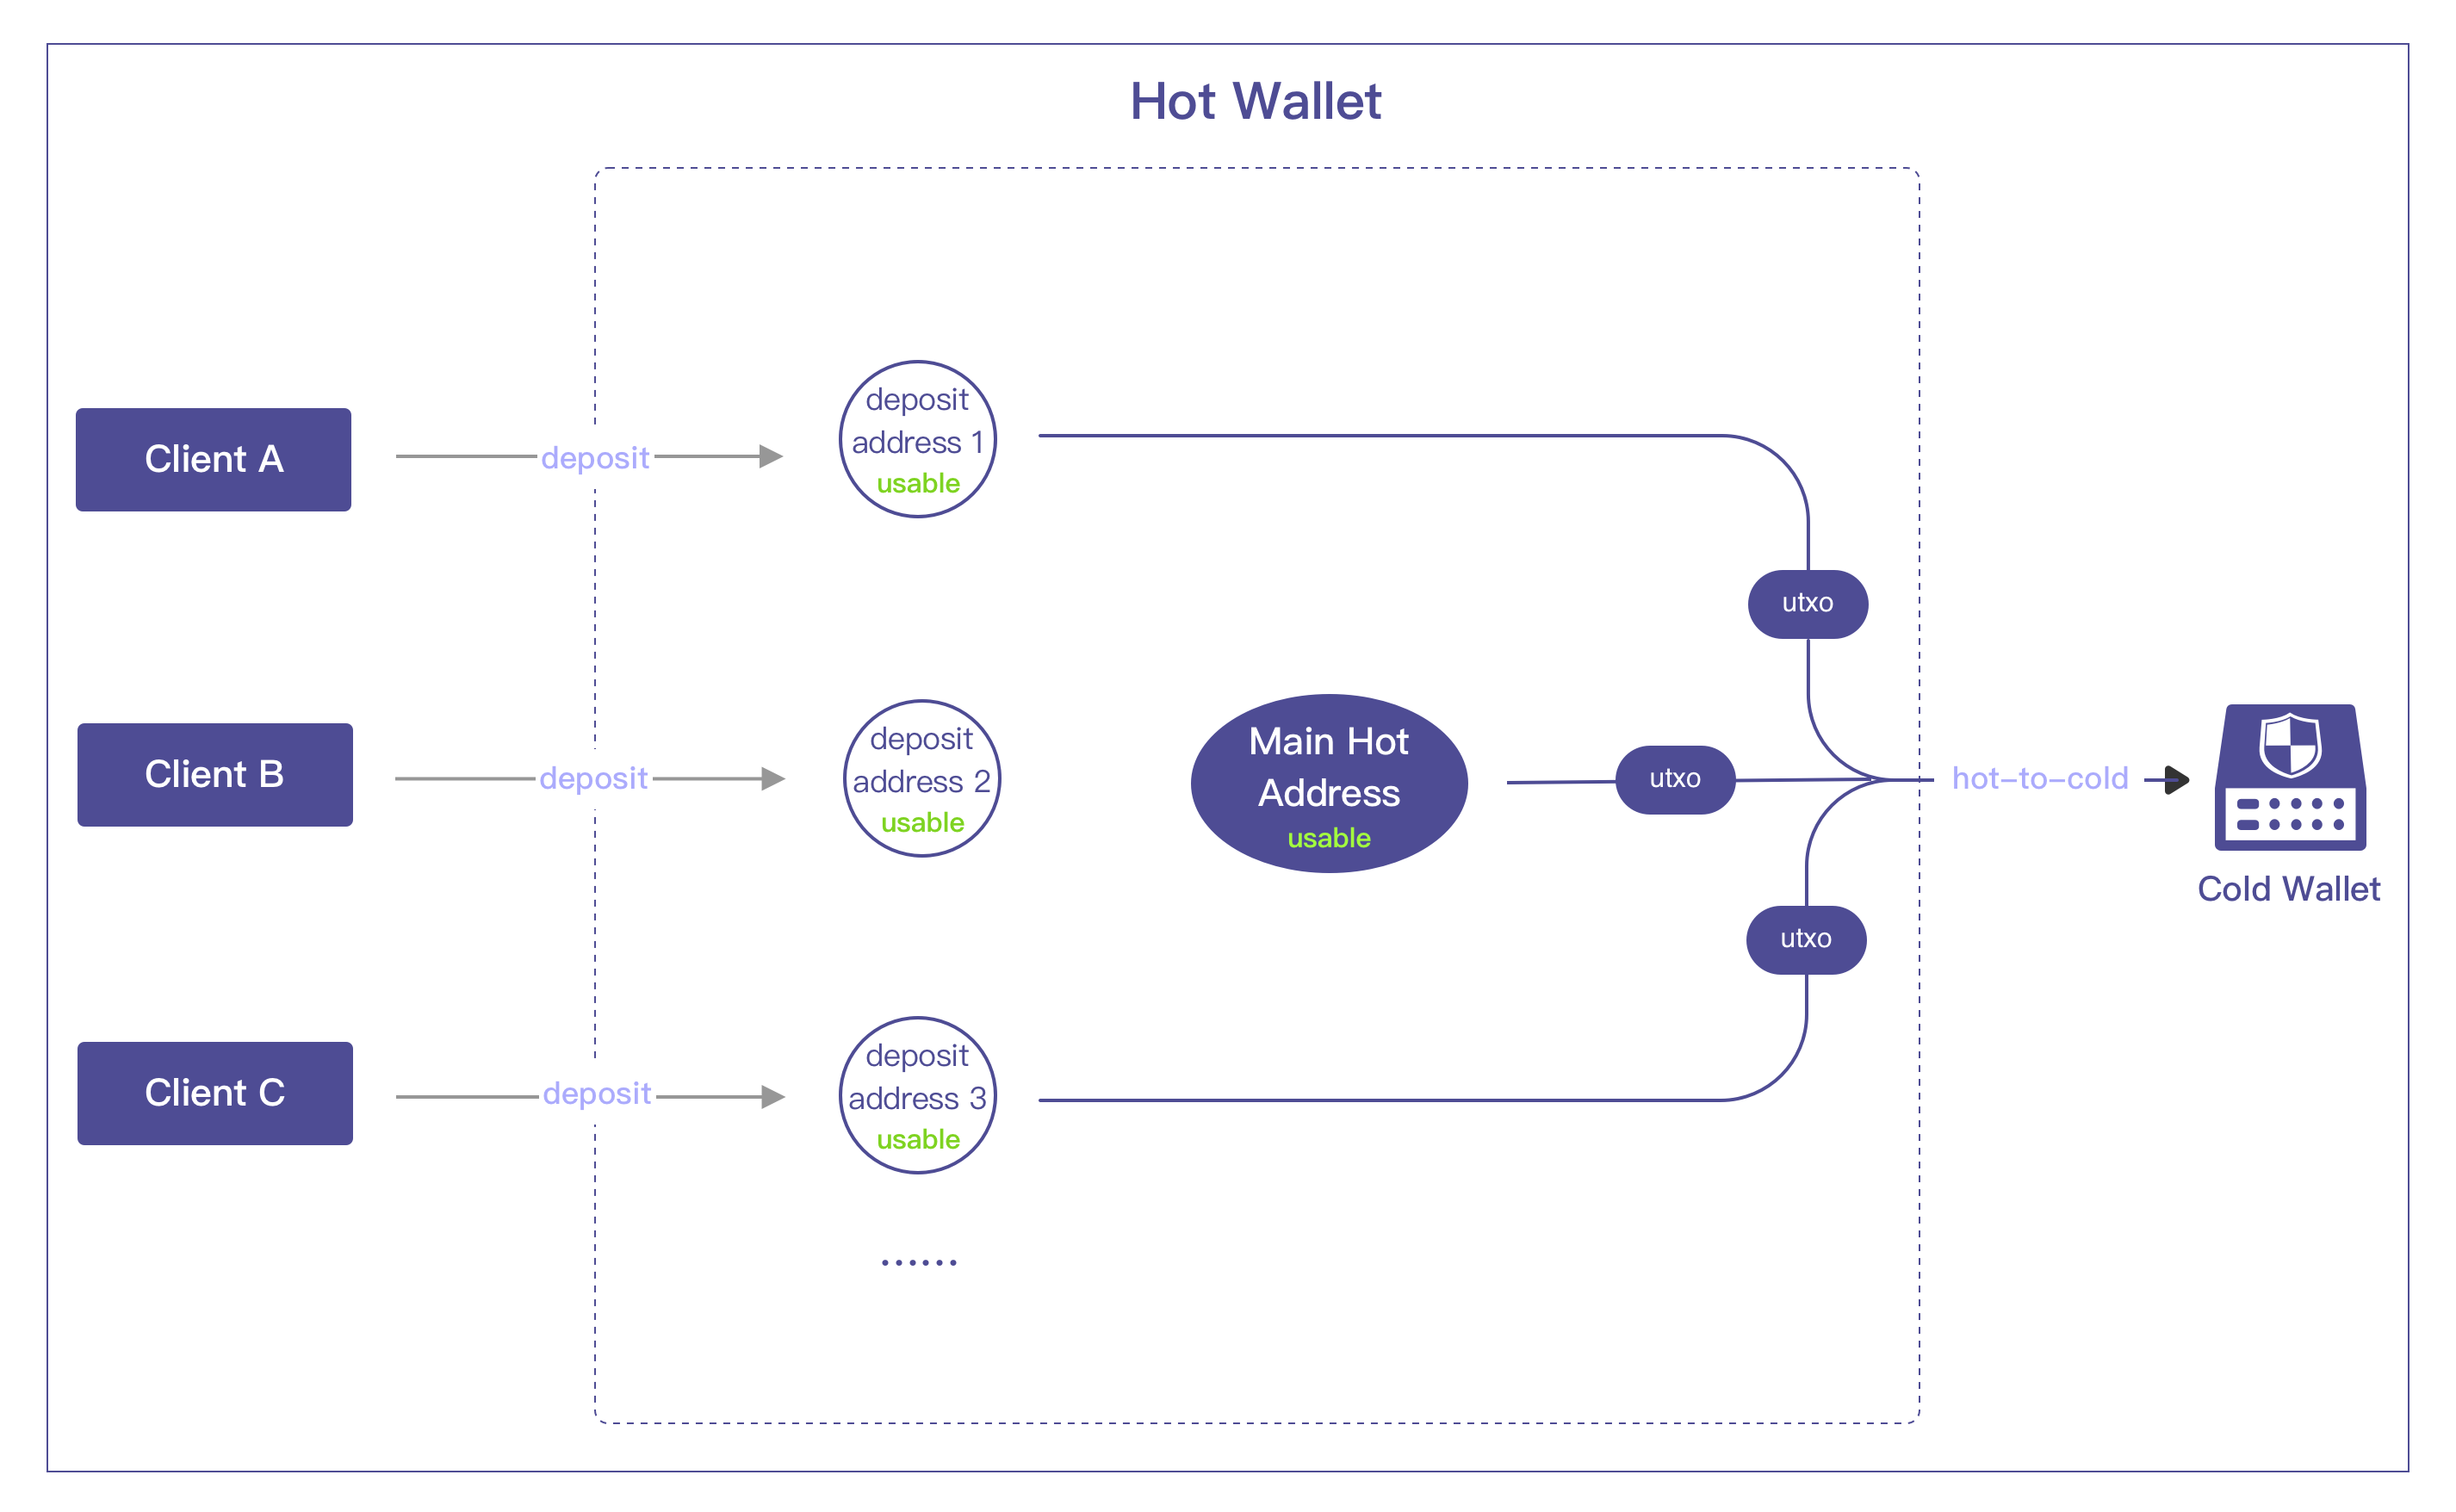 Hot Wallet
Client A
deposit
deposit
address 1
usable
utxo
Client B
deposit
deposit
address 2
usable
Main Hot
Address
usable
utxo
hot-to-cold
Cold Wallet
utxo
Client C
deposit
deposit
address 3
usable
......